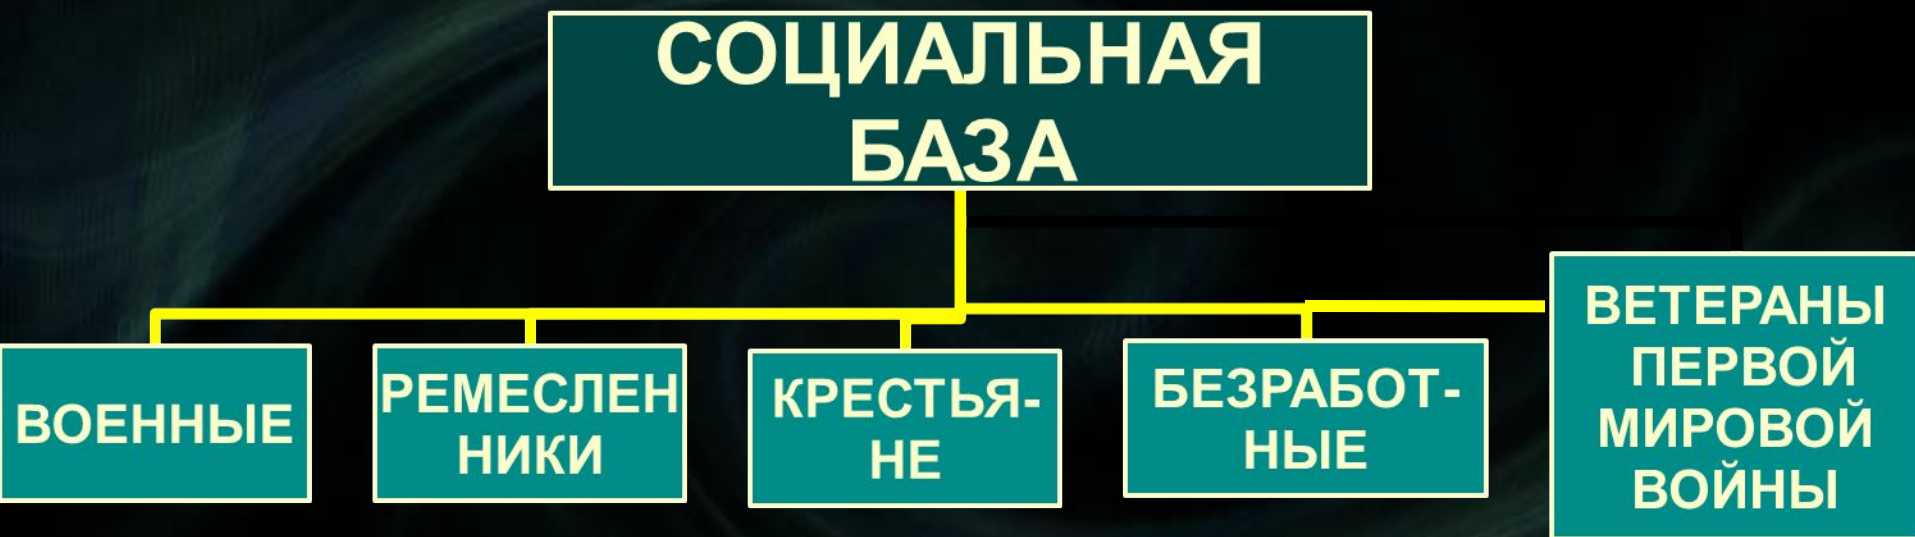 СОЦИАЛЬНАЯ
БАЗА
ВОЕННЫЕ
РЕМЕСЛЕН
НИКИ
КРЕСТЬЯ-
НЕ
БЕЗРАБОТ-
НЫЕ
ВЕТЕРАНЫ
ПЕРВОЙ
МИРОВОЙ
ВОЙНЫ